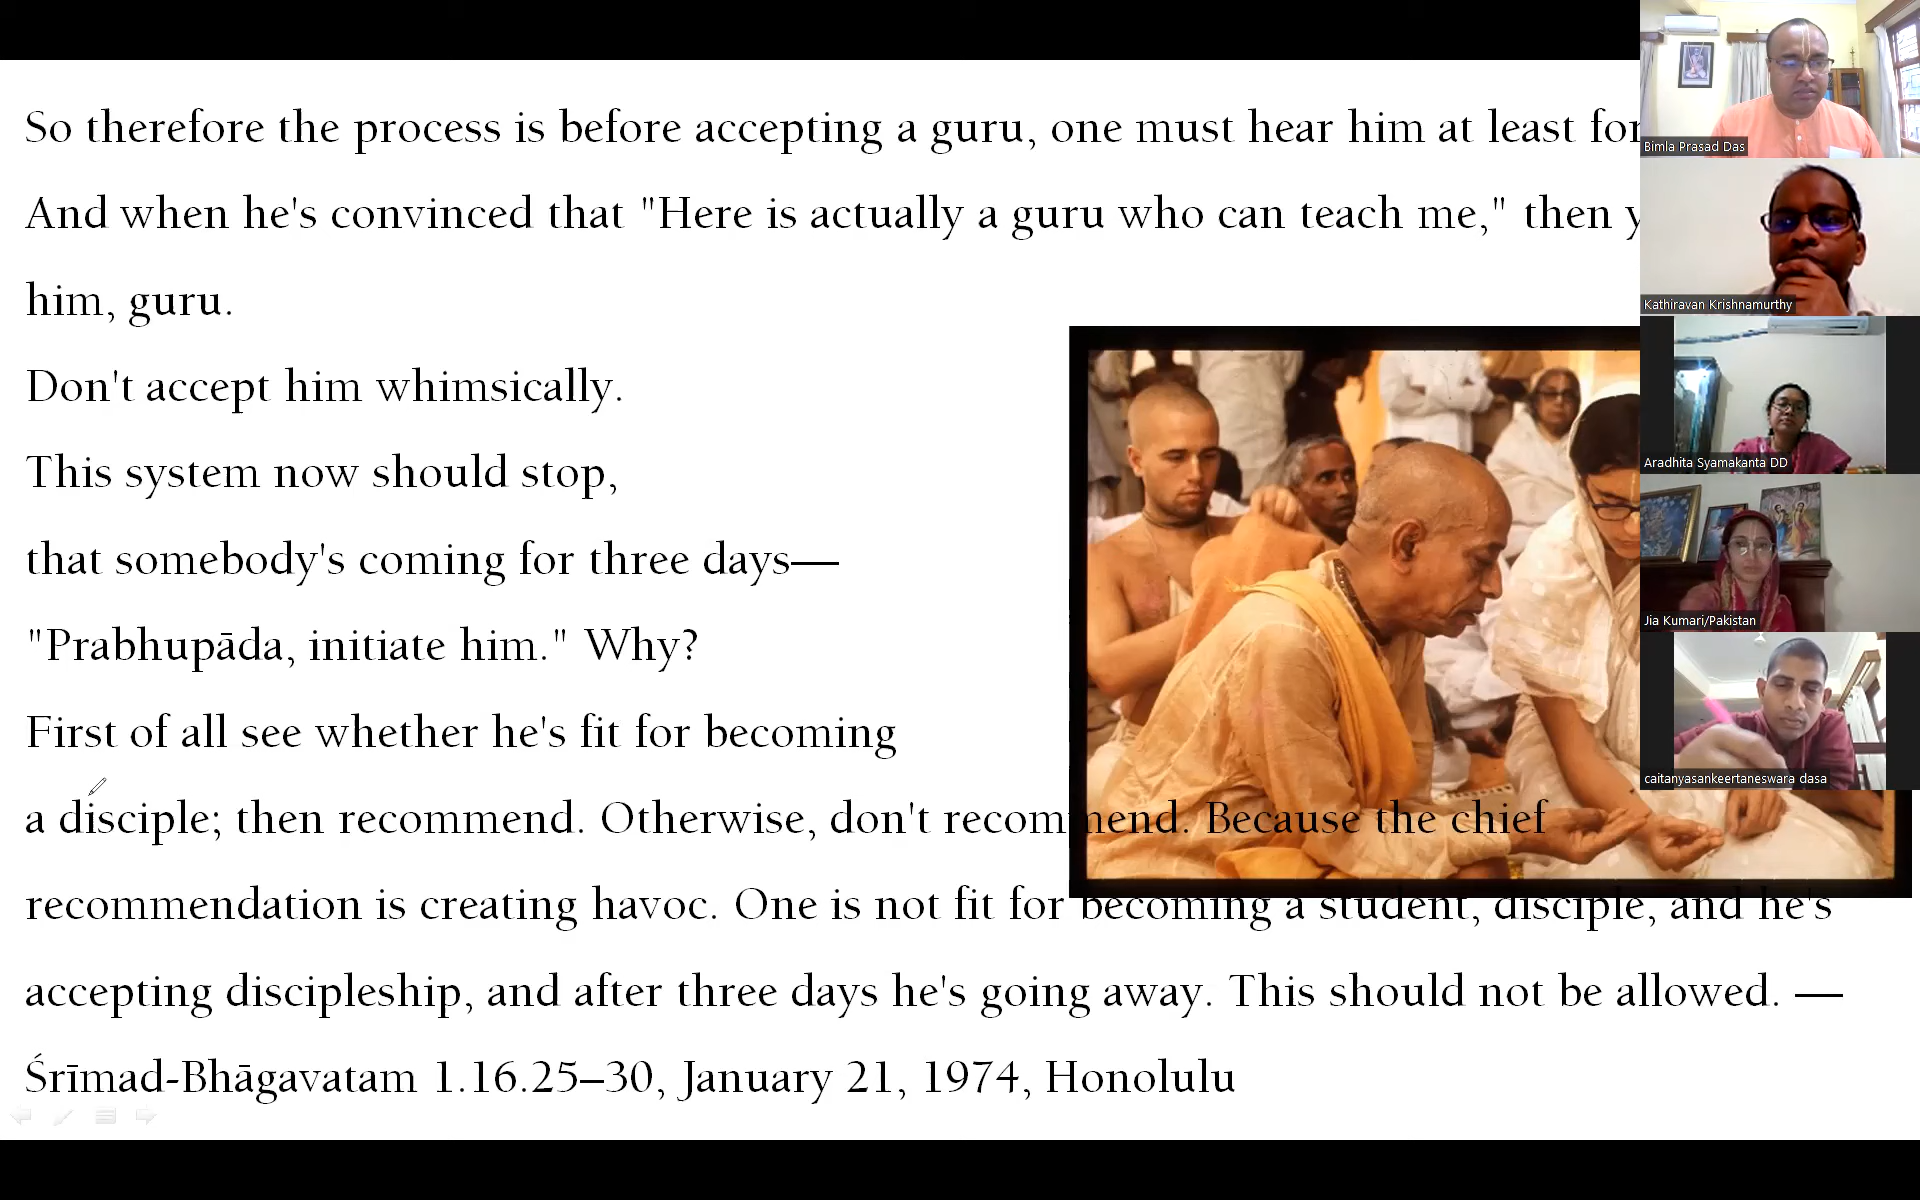 So therefore the process is before accepting a guru, one must hear him at least for
And when he's convinced that "Here is actually a guru who can teach me," then
him, guru.
Don't accept him whimsically.
This system now should stop,
that somebody's coming for three days—
"Prabhupāda, initiate him." Why?
First of all see whether he's fit for becoming
a disciple; then recommend. Otherwise, don't recommend. Because the chief
recommendation is creating havoc. One is not fit for becoming a student, disciple, and he's
accepting discipleship, and after three days he's going away. This should not be allowed. —
Śrīmad-Bhāgavatam 1.16.25–30, January 21, 1974, Honolulu
Bimla Prasad Das
Kathiravan Krishnamurthy
Aradhita Syamakanta DD
Jia Kumari/Pakistan
caitanyasankeertaneswara dasa